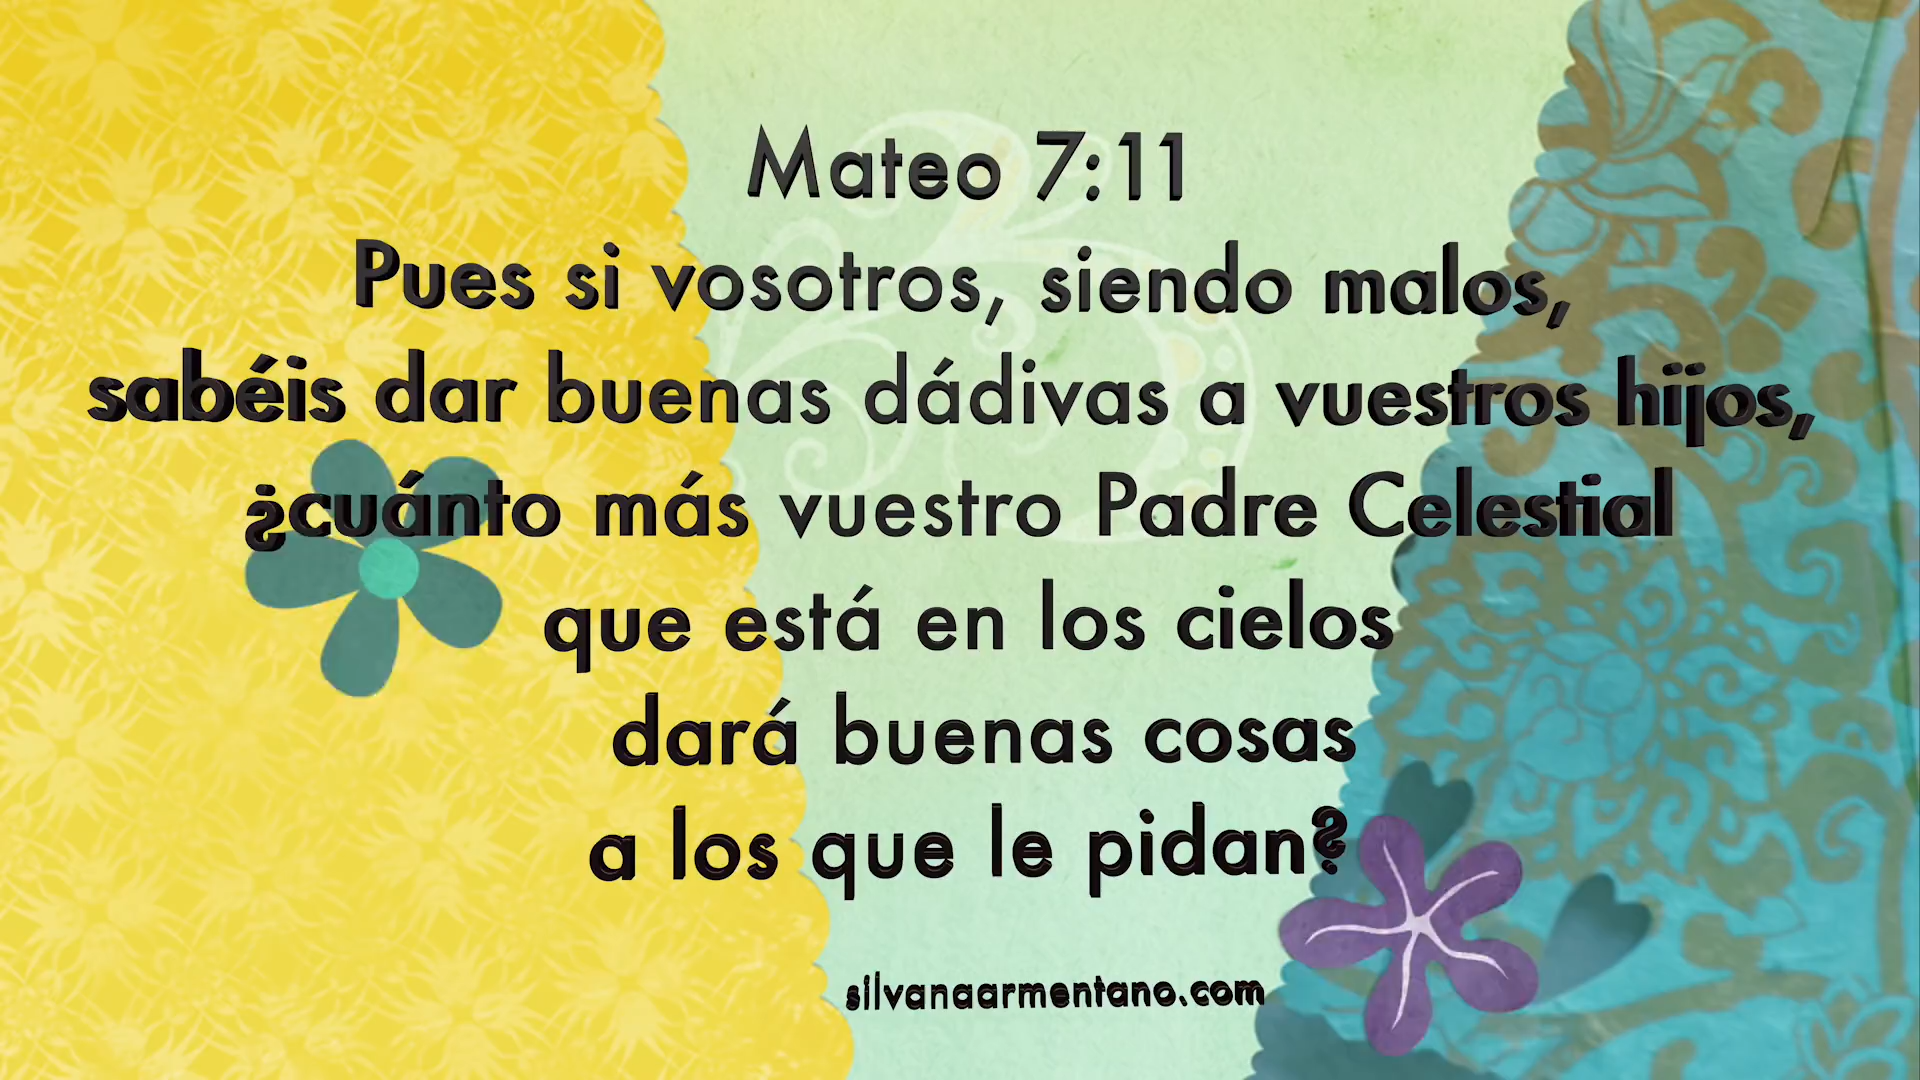 Mateo 7:11
Pues si vosotros, siendo malos,
sabéis dar buenas dádivas a vuestros hijos,
¿cuánto más vuestro Padre Celestial
que está en los cielos
dará buenas cosas
a los que le pidan?
silvanaarmentano.com